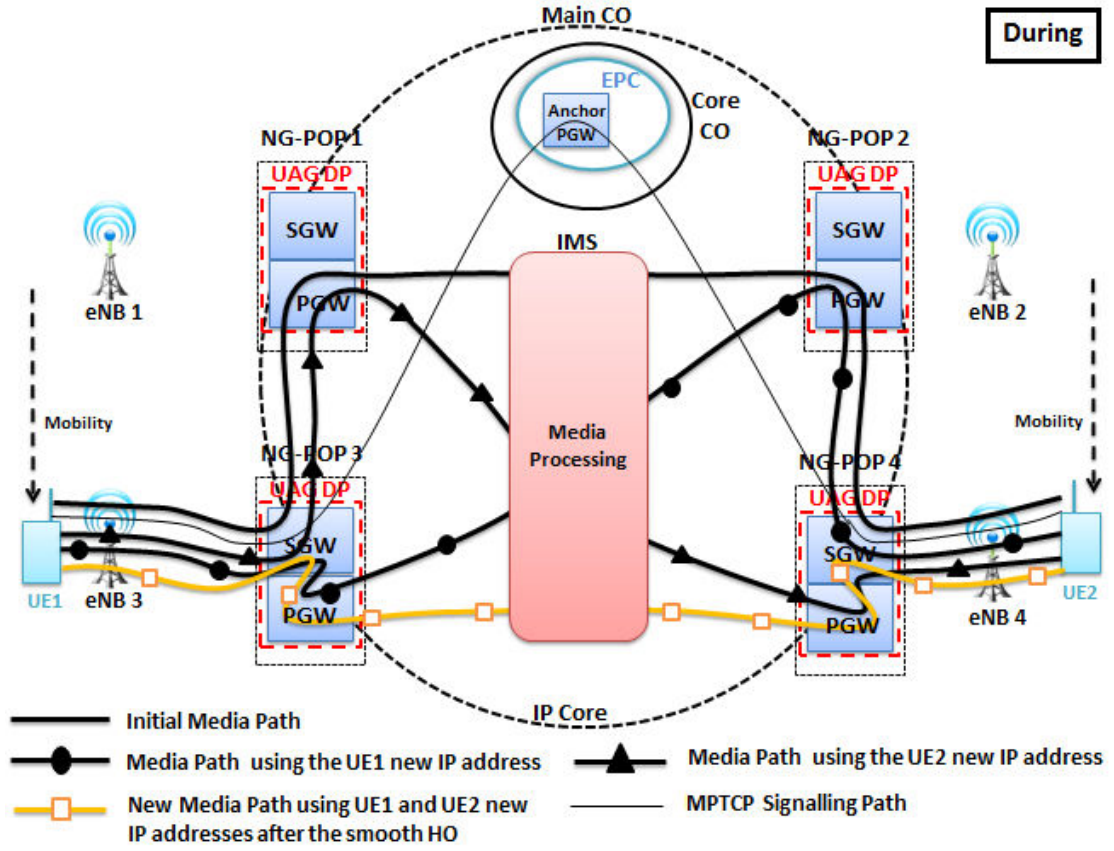 Main CO
During
EPC
Core
CO
Anchor
PGW
NG-POP 1
NG-POP 2
UAG DP
UAG DP
SGW
SGW
IMS
PGW
PGW
eNB 1
eNB 2
Mobility
Mobility
Media
Processing
NG-POP 3
NG-POP 4
UAG DP
UAG DP
SGW
SGW
UE1
eNB 3
PGW
PGW
eNB 4
UE2
IP Core
Initial Media Path
Media Path using the UE1 new IP address
Media Path using the UE2 new IP address
New Media Path using UE1 and UE2 new
IP addresses after the smooth HO
MPTCP Signalling Path